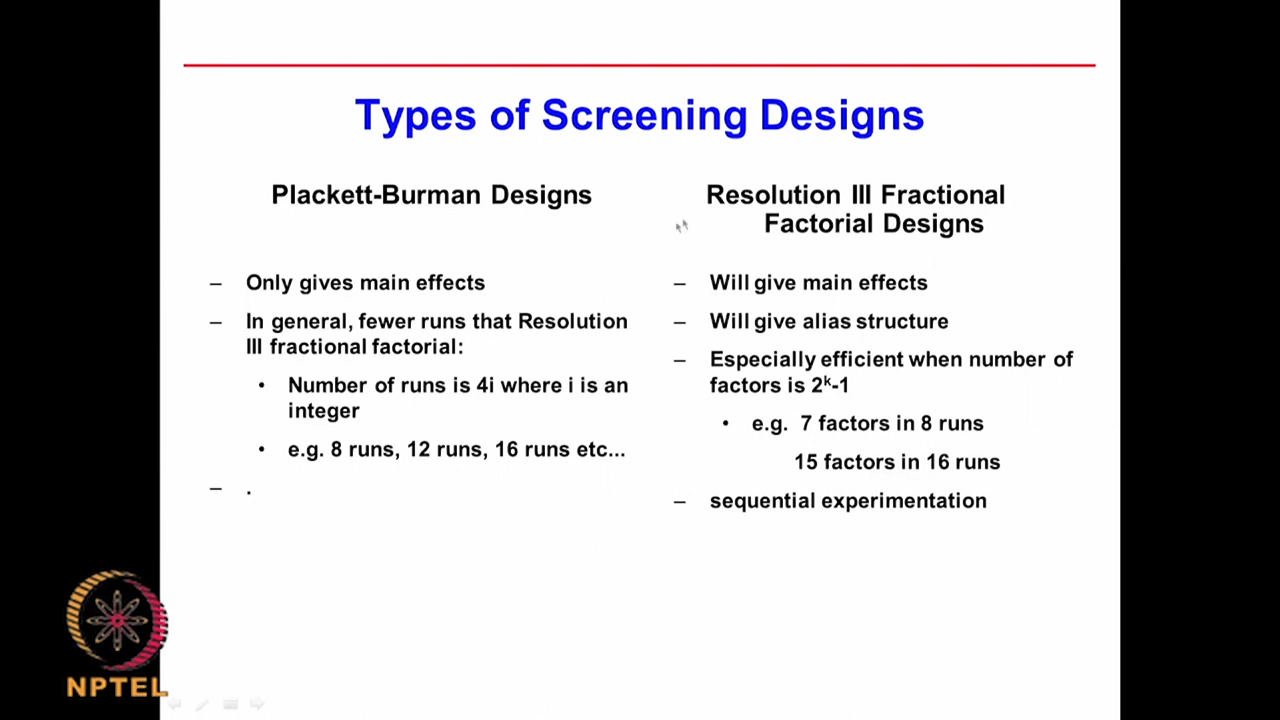 Types of Screening Designs
Plackett-Burman Designs
– Only gives main effects
– In general, fewer runs that Resolution
III fractional factorial:
• Number of runs is 4i where i is an
integer
• e.g. 8 runs, 12 runs, 16 runs etc...
– .
Resolution III Fractional
Factorial Designs
– Will give main effects
– Will give alias structure
– Especially efficient when number of
factors is 2ᵏ-1
• e.g. 7 factors in 8 runs
15 factors in 16 runs
– sequential experimentation
NPTEL